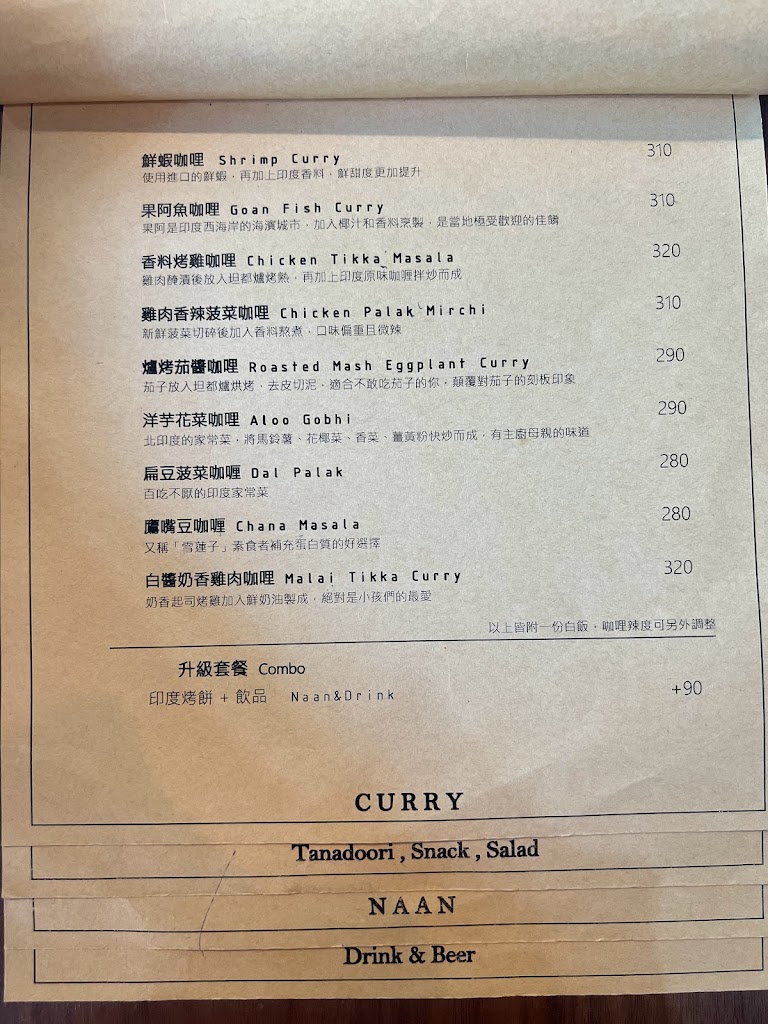 鮮蝦咖哩 Shrimp Curry 310
使用進口的鮮蝦，再加上印度香料，鮮甜度更加提升
果阿魚咖哩 Goan Fish Curry 310
果阿是印度西海岸的海濱城市，加入椰汁和香料烹製，是當地極受歡迎的佳餚
香料烤雞咖哩 Chicken Tikka Masala 320
雞肉醃漬後放入坦都爐烤熟，再加上印度原味咖喱拌炒而成
雞肉香辣菠菜咖哩 Chicken Palak Mirchi 310
新鮮菠菜切碎後加入香料熬煮，口味偏重且微辣
爐烤茄醬咖哩 Roasted Mash Eggplant Curry 290
茄子放入坦都爐烘烤，去皮切泥，適合不敢吃茄子的你，顛覆對茄子的刻板印象
洋芋花菜咖哩 Aloo Gobhi 290
北印度的家常菜，將馬鈴薯、花椰菜、香菜、薑黃粉快炒而成，有主廚母親的味道
扁豆菠菜咖喱 Dal Palak 280
百吃不厭的印度家常菜
鷹嘴豆咖喱 Chana Masala 280
又稱「雪蓮子」素食者補充蛋白質的好選擇
白醬奶香雞肉咖哩 Malai Tikka Curry 320
奶香起司烤雞加入鮮奶油製成，絕對是小孩們的最愛
以上皆附一份白飯，咖哩辣度可另外調整
升級套餐 Combo
印度烤餅 + 飲品 Naan&Drink +90
CURRY
Tanadoori , Snack , Salad
NAAN
Drink & Beer